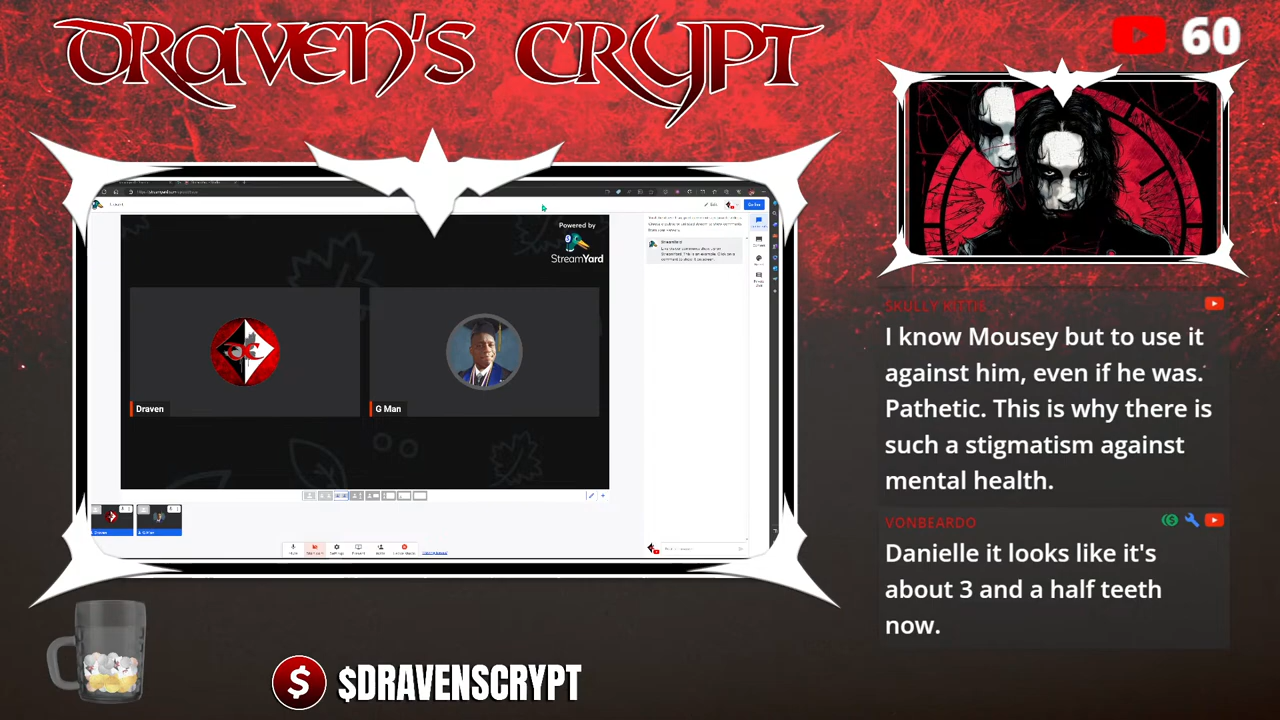 DRAVEN'S CRYPT
60
Powered by
StreamYard
Draven
G Man
SKULLY KITTIE
I know Mousey but to use it
against him, even if he was.
Pathetic. This is why there is
such a stigmatism against
mental health.
VONBEARDO
Danielle it looks like it's
about 3 and a half teeth
now.
$ $DRAVENSCRYPT